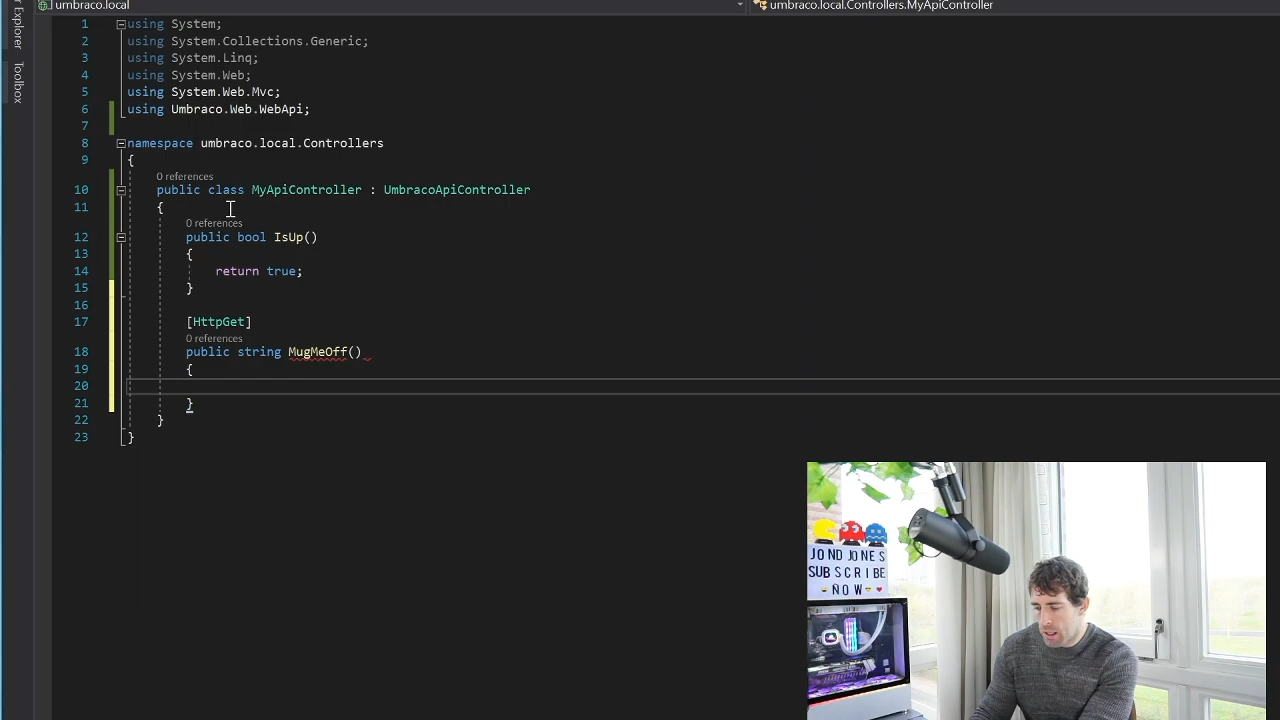 umbraco.local
umbraco.local.Controllers.MyApiController
Explorer
Toolbox
1 using System;
2 using System.Collections.Generic;
3 using System.Linq;
4 using System.Web;
5 using System.Web.Mvc;
6 using Umbraco.Web.WebApi;
7
8 namespace umbraco.local.Controllers
9 {
0 references
10 public class MyApiController : UmbracoApiController
11 {
0 references
12 public bool IsUp()
13 {
14 return true;
15 }
16
17 [HttpGet]
0 references
18 public string MugMeOff()
19 {
20
21 }
22 }
23 }
JOND JONES
SUBSCRIBE
NOW